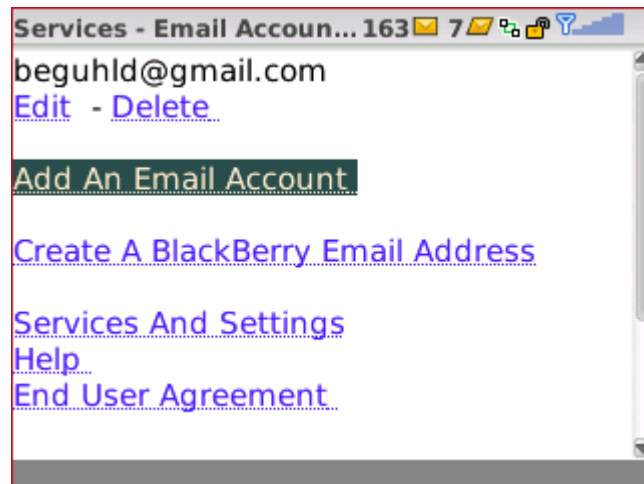 Services - Email Accoun... 163 7
beguhld@gmail.com
Edit - Delete
Add An Email Account
Create A BlackBerry Email Address
Services And Settings
Help
End User Agreement